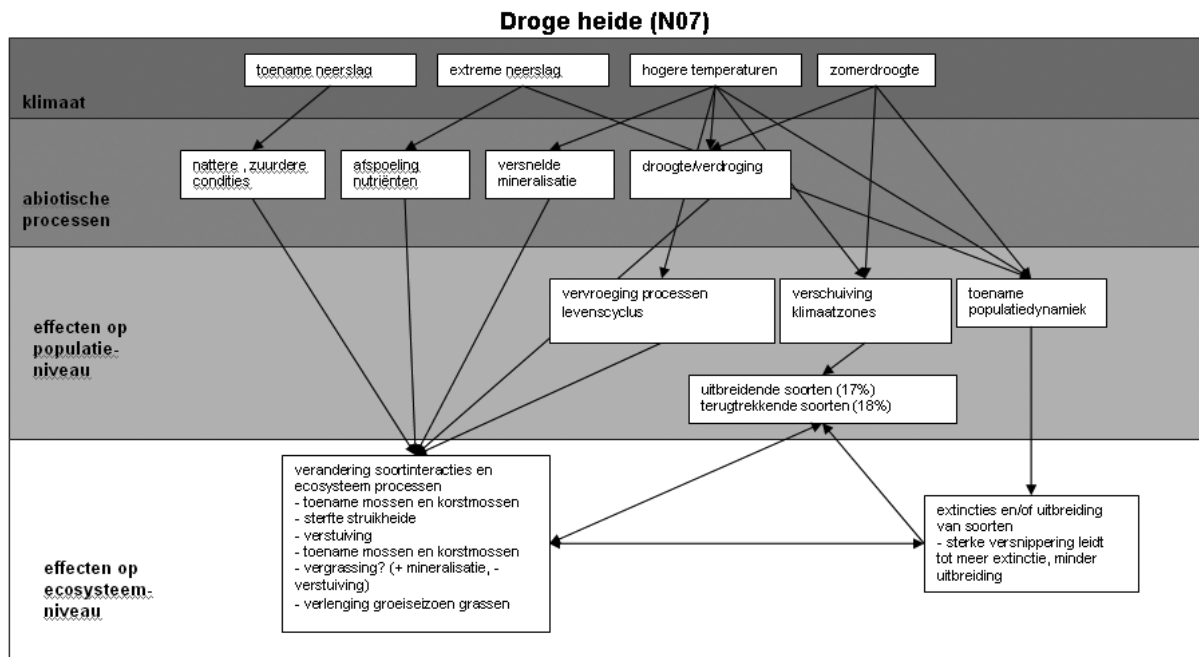 Droge heide (N07)
toename neerslag
extreme neerslag
hogere temperaturen
zomerdroogte
klimaat
nattere ,zuurdere
condities
afspoeling
nutriënten
versnelde
mineralisatie
droogte/verdroging
abiotische
processen
vervroeging processen
levenscyclus
verschuiving
klimaatzones
toename
populatiedynamiek
effecten op
populatie-
niveau
uitbreidende soorten (17%)
terugtrekkende soorten (18%)
verandering soortinteracties en
ecosysteem processen
- toename mossen en korstmossen
- sterfte struikheide
- verstuiving
- toename mossen en korstmossen
- vergrassing? (+ mineralisatie, -
verstuiving)
- verlenging groeiseizoen grassen
extincties en/of uitbreiding
van soorten
- sterke versnippering leidt
tot meer extinctie, minder
uitbreiding
effecten op
ecosysteem-
niveau